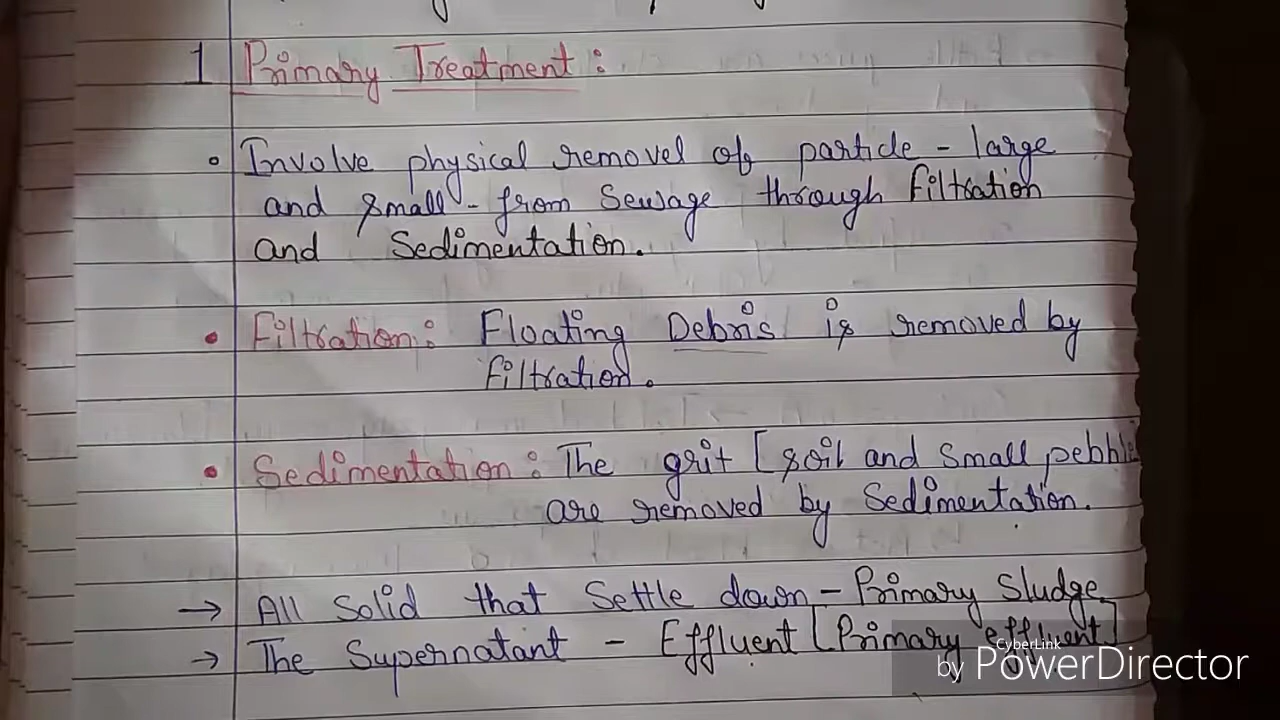 1 Primary Treatment :
• Involve physical removel of particle - large
and small - from Sewage through Filtration
and Sedimentation.
• Filtration : Floating Debris is removed by
filtration.
• Sedimentation : The grit [soil and small pebble
are removed by Sedimentation.
→ All Solid that Settle down - Primary Sludge
→ The Supernatant - Effluent [Primary effluent]
CyberLink
by PowerDirector